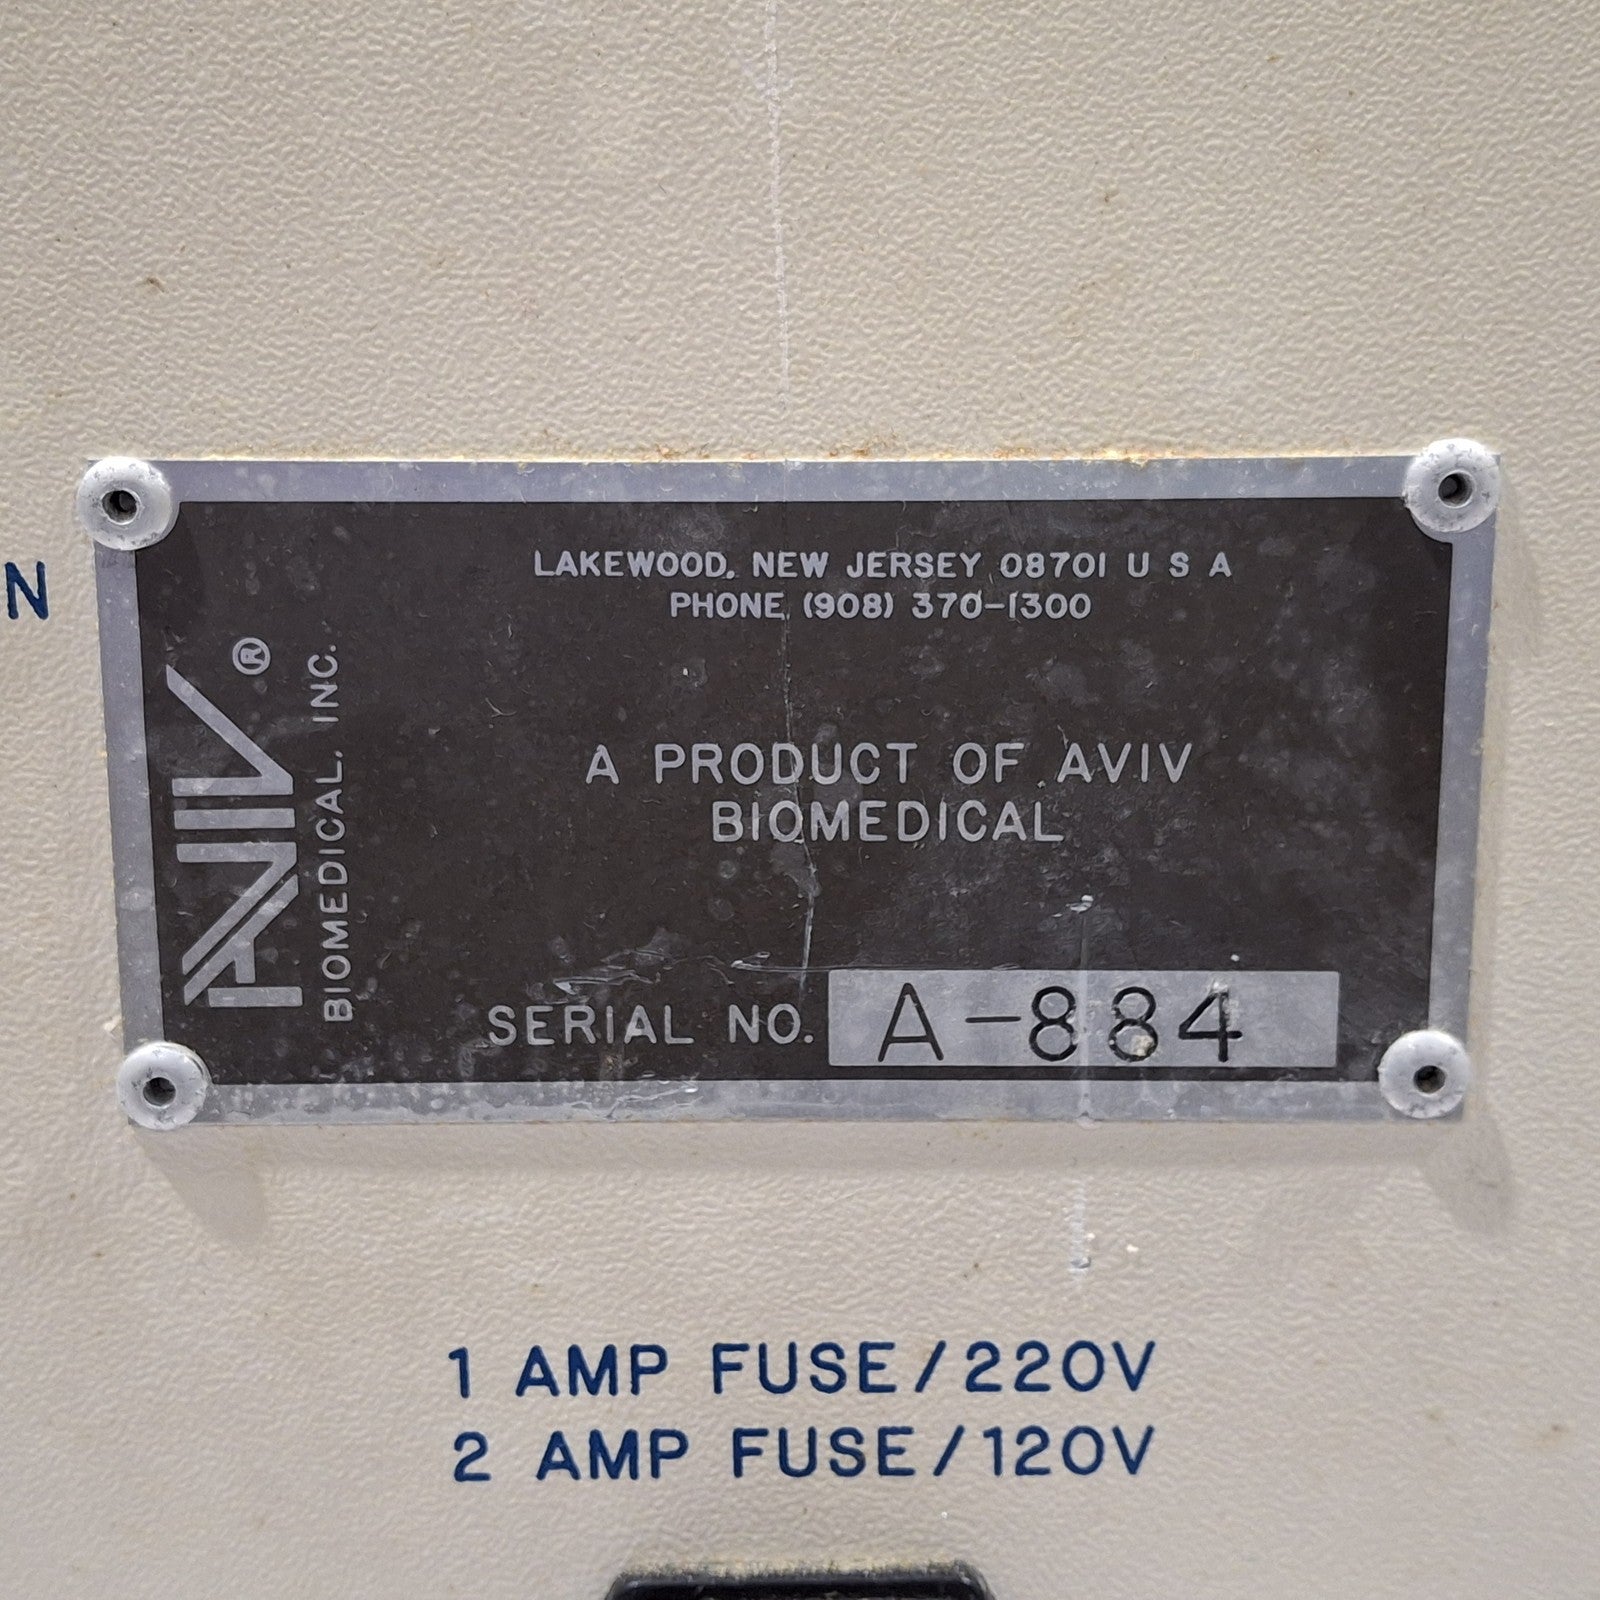 N
LAKEWOOD, NEW JERSEY 08701 U S A
PHONE (908) 370-1300
AVIV®
BIOMEDICAL, INC.
A PRODUCT OF AVIV
BIOMEDICAL
SERIAL NO. A-884
1 AMP FUSE/220V
2 AMP FUSE/120V